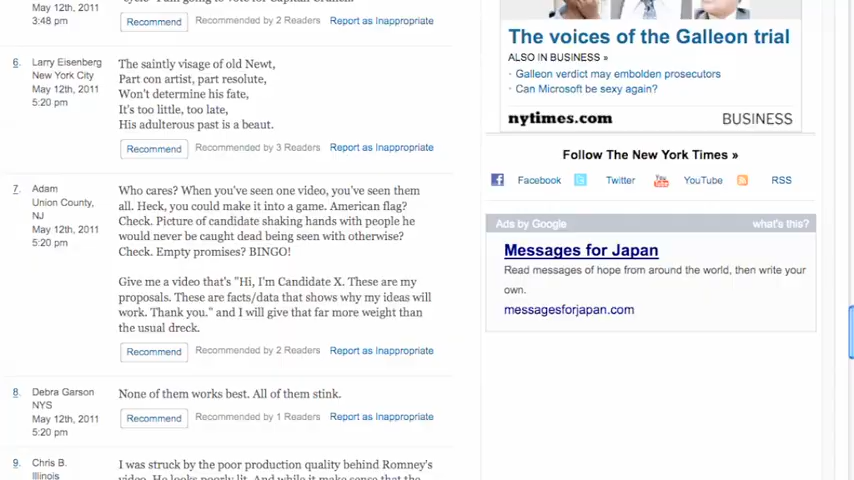 May 12th, 2011
3:48 pm
Recommend
Recommended by 2 Readers
Report as Inappropriate
6.
Larry Eisenberg
New York City
May 12th, 2011
5:20 pm
The saintly visage of old Newt,
Part con artist, part resolute,
Won't determine his fate,
It's too little, too late,
His adulterous past is a beaut.
Recommend
Recommended by 3 Readers
Report as Inappropriate
7.
Adam
Union County,
NJ
May 12th, 2011
5:20 pm
Who cares? When you've seen one video, you've seen them
all. Heck, you could make it into a game. American flag?
Check. Picture of candidate shaking hands with people he
would never be caught dead being seen with otherwise?
Check. Empty promises? BINGO!
Give me a video that's "Hi, I'm Candidate X. These are my
proposals. These are facts/data that shows why my ideas will
work. Thank you." and I will give that far more weight than
the usual dreck.
Recommend
Recommended by 2 Readers
Report as Inappropriate
8.
Debra Garson
NYS
May 12th, 2011
5:20 pm
None of them works best. All of them stink.
Recommend
Recommended by 1 Readers
Report as Inappropriate
9.
Chris B.
Illinois
I was struck by the poor production quality behind Romney's
video. He looks poorly lit. And while it make sense that the
The voices of the Galleon trial
ALSO IN BUSINESS »
· Galleon verdict may embolden prosecutors
· Can Microsoft be sexy again?
nytimes.com
BUSINESS
Follow The New York Times »
Facebook
Twitter
YouTube
RSS
Ads by Google
what's this?
Messages for Japan
Read messages of hope from around the world, then write your
own.
messagesforjapan.com